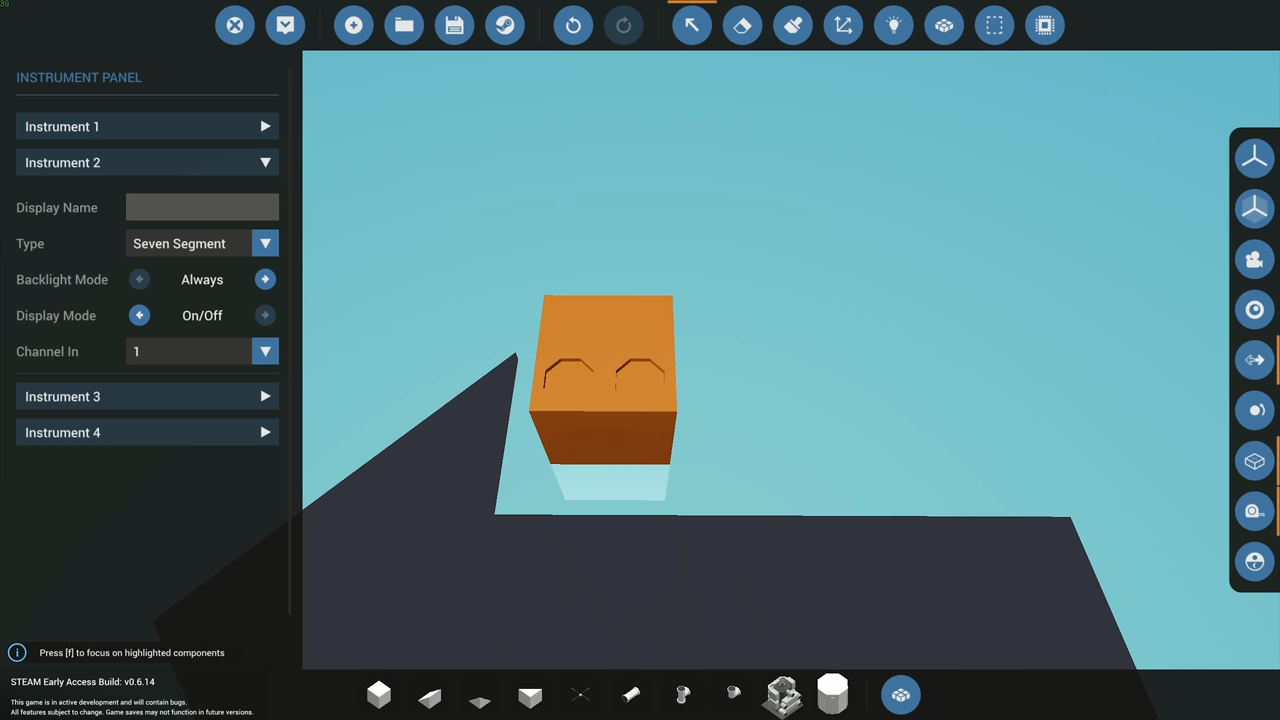 39
INSTRUMENT PANEL
Instrument 1
Instrument 2
Display Name
Type Seven Segment
Backlight Mode Always
Display Mode On/Off
Channel In 1
Instrument 3
Instrument 4
Press [f] to focus on highlighted components
STEAM Early Access Build: v0.6.14
This game is in active development and will contain bugs.
All features subject to change. Game saves may not function in future versions.